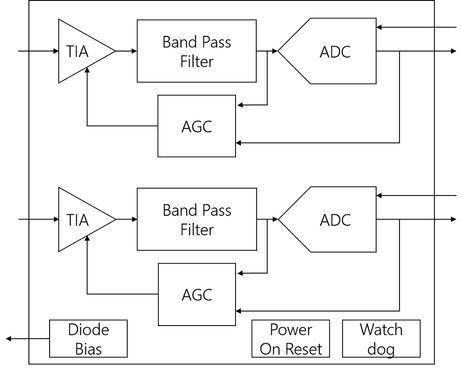 TIA
Band Pass
Filter
ADC
AGC
TIA
Band Pass
Filter
ADC
AGC
Diode
Bias
Power
On Reset
Watch
dog